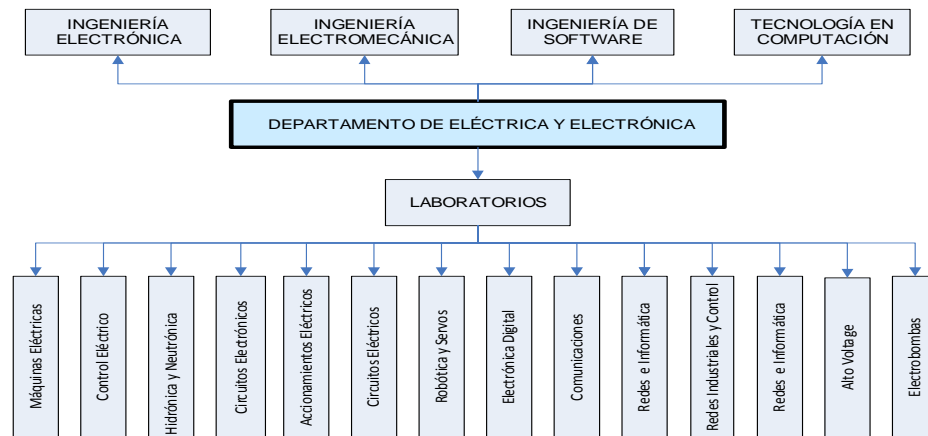 INGENIERÍA
ELECTRÓNICA
INGENIERÍA
ELECTROMECÁNICA
INGENIERÍA DE
SOFTWARE
TECNOLOGÍA EN
COMPUTACIÓN
DEPARTAMENTO DE ELÉCTRICA Y ELECTRÓNICA
LABORATORIOS
Máquinas Eléctricas
Control Eléctrico
Hidrónica y Neutrónica
Circuitos Electrónicos
Accionamientos Eléctricos
Circuitos Eléctricos
Robótica y Servos
Electrónica Digital
Comunicaciones
Redes e Informática
Redes Industriales y Control
Redes e Informática
Alto Voltage
Electrobombas